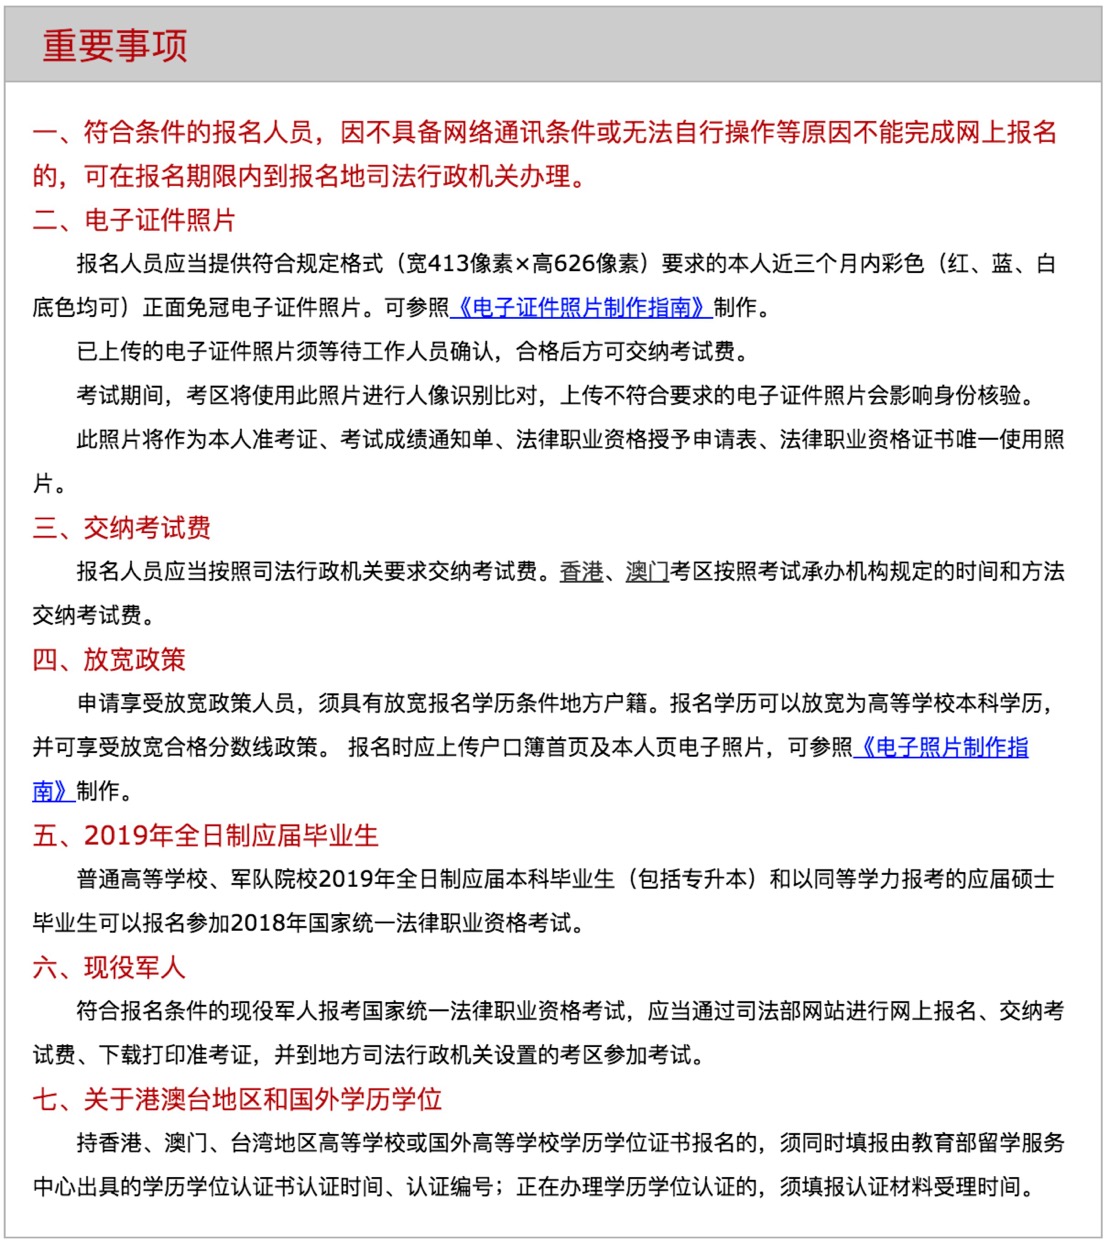 重要事项
一、符合条件的报名人员，因不具备网络通讯条件或无法自行操作等原因不能完成网上报名
的，可在报名期限内到报名地司法行政机关办理。
二、电子证件照片
报名人员应当提供符合规定格式（宽413像素×高626像素）要求的本人近三个月内彩色（红、蓝、白
底色均可）正面免冠电子证件照片。可参照《电子证件照片制作指南》制作。
已上传的电子证件照片须等待工作人员确认，合格后方可交纳考试费。
考试期间，考区将使用此照片进行人像识别比对，上传不符合要求的电子证件照片会影响身份核验。
此照片将作为本人准考证、考试成绩通知单、法律职业资格授予申请表、法律职业资格证书唯一使用照
片。
三、交纳考试费
报名人员应当按照司法行政机关要求交纳考试费。香港、澳门考区按照考试承办机构规定的时间和方法
交纳考试费。
四、放宽政策
申请享受放宽政策人员，须具有放宽报名学历条件地方户籍。报名学历可以放宽为高等学校本科学历，
并可享受放宽合格分数线政策。 报名时应上传户口簿首页及本人页电子照片，可参照《电子照片制作指
南》制作。
五、2019年全日制应届毕业生
普通高等学校、军队院校2019年全日制应届本科毕业生（包括专升本）和以同等学力报考的应届硕士
毕业生可以报名参加2018年国家统一法律职业资格考试。
六、现役军人
符合报名条件的现役军人报考国家统一法律职业资格考试，应当通过司法部网站进行网上报名、交纳考
试费、下载打印准考证，并到地方司法行政机关设置的考区参加考试。
七、关于港澳台地区和国外学历学位
持香港、澳门、台湾地区高等学校或国外高等学校学历学位证书报名的，须同时填报由教育部留学服务
中心出具的学历学位认证书认证时间、认证编号；正在办理学历学位认证的，须填报认证材料受理时间。